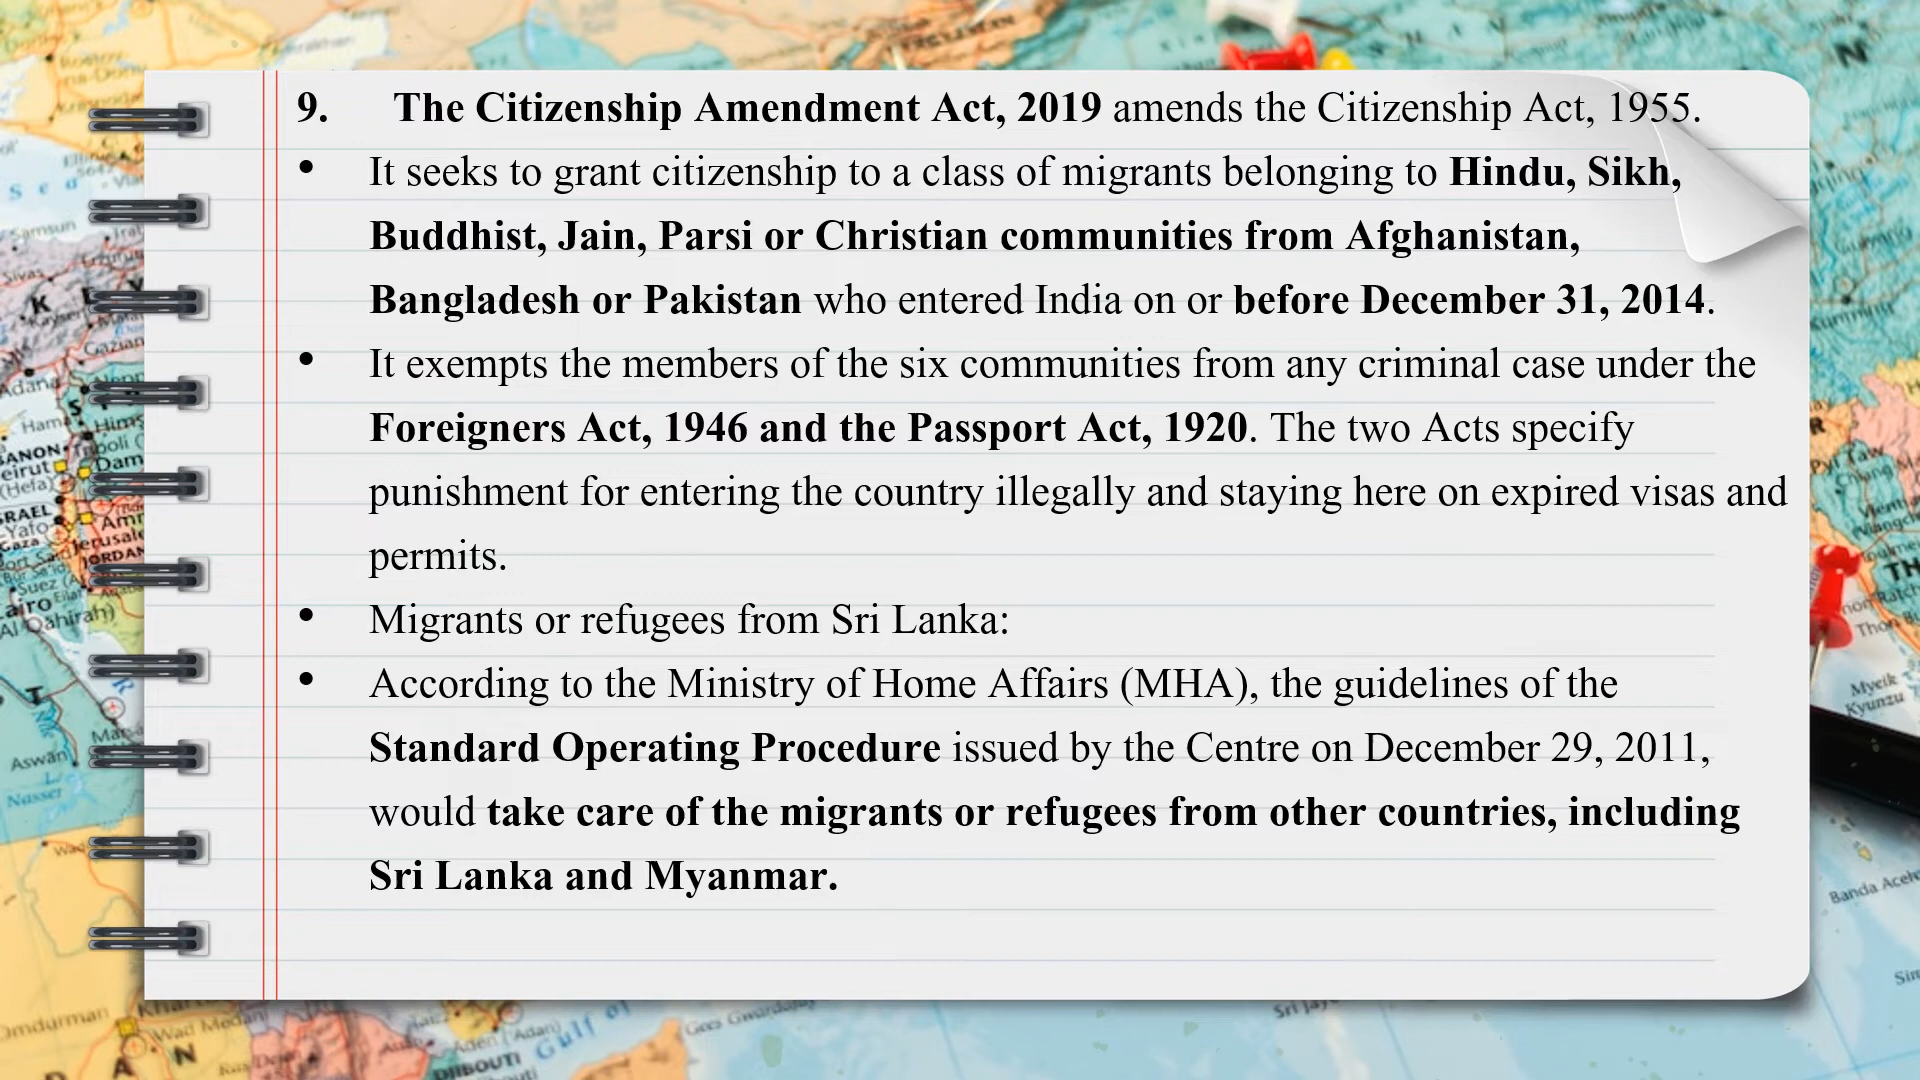 9. The Citizenship Amendment Act, 2019 amends the Citizenship Act, 1955.
• It seeks to grant citizenship to a class of migrants belonging to Hindu, Sikh,
Buddhist, Jain, Parsi or Christian communities from Afghanistan,
Bangladesh or Pakistan who entered India on or before December 31, 2014.
• It exempts the members of the six communities from any criminal case under the
Foreigners Act, 1946 and the Passport Act, 1920. The two Acts specify
punishment for entering the country illegally and staying here on expired visas and
permits.
• Migrants or refugees from Sri Lanka:
• According to the Ministry of Home Affairs (MHA), the guidelines of the
Standard Operating Procedure issued by the Centre on December 29, 2011,
would take care of the migrants or refugees from other countries, including
Sri Lanka and Myanmar.